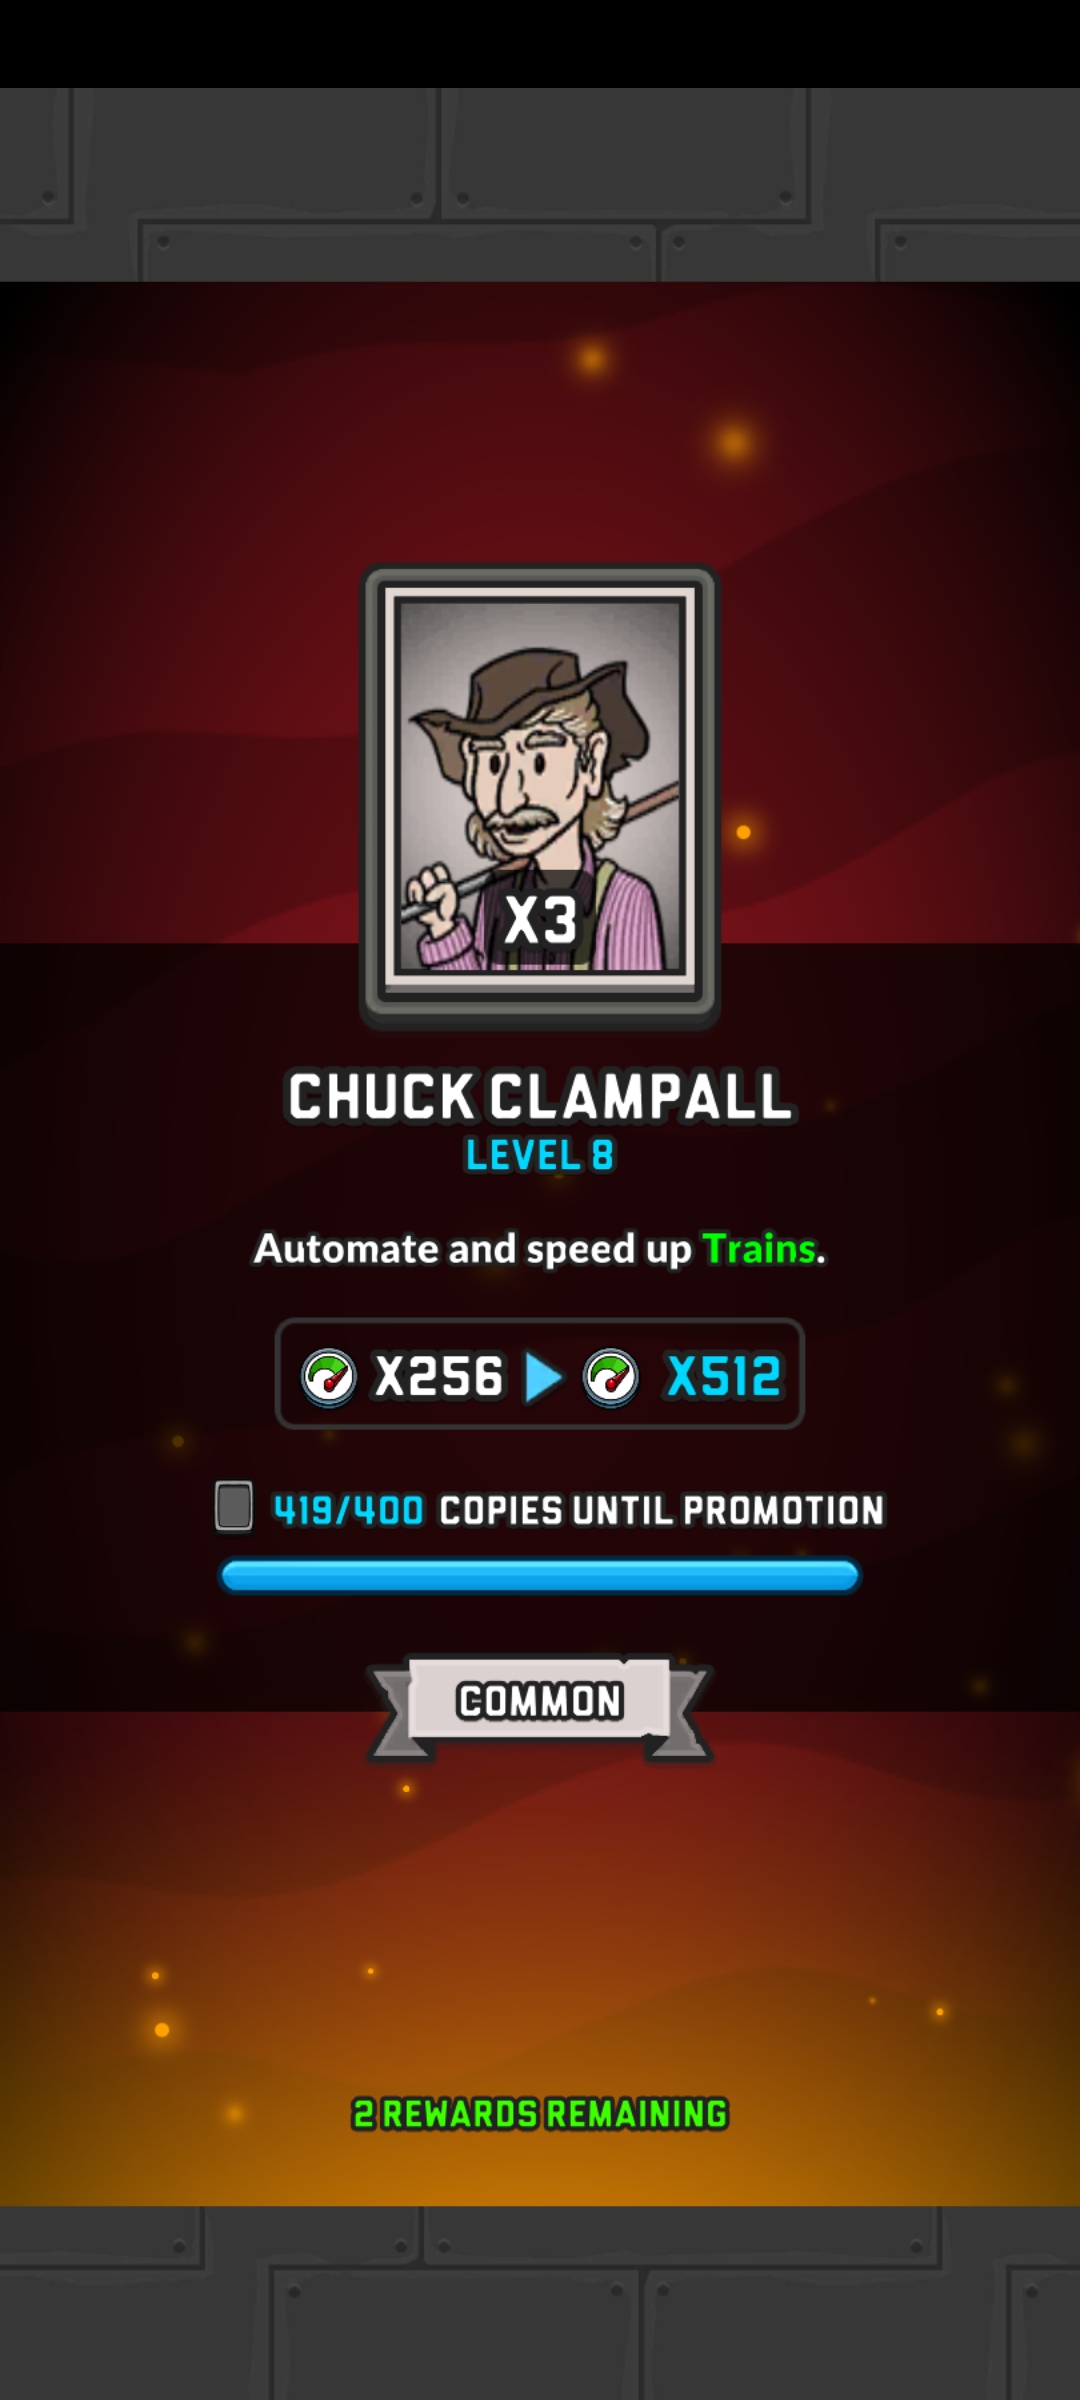 X3
CHUCK CLAMPALL
LEVEL 8
Automate and speed up Trains.
X256 X512
419/400 COPIES UNTIL PROMOTION
COMMON
2 REWARDS REMAINING